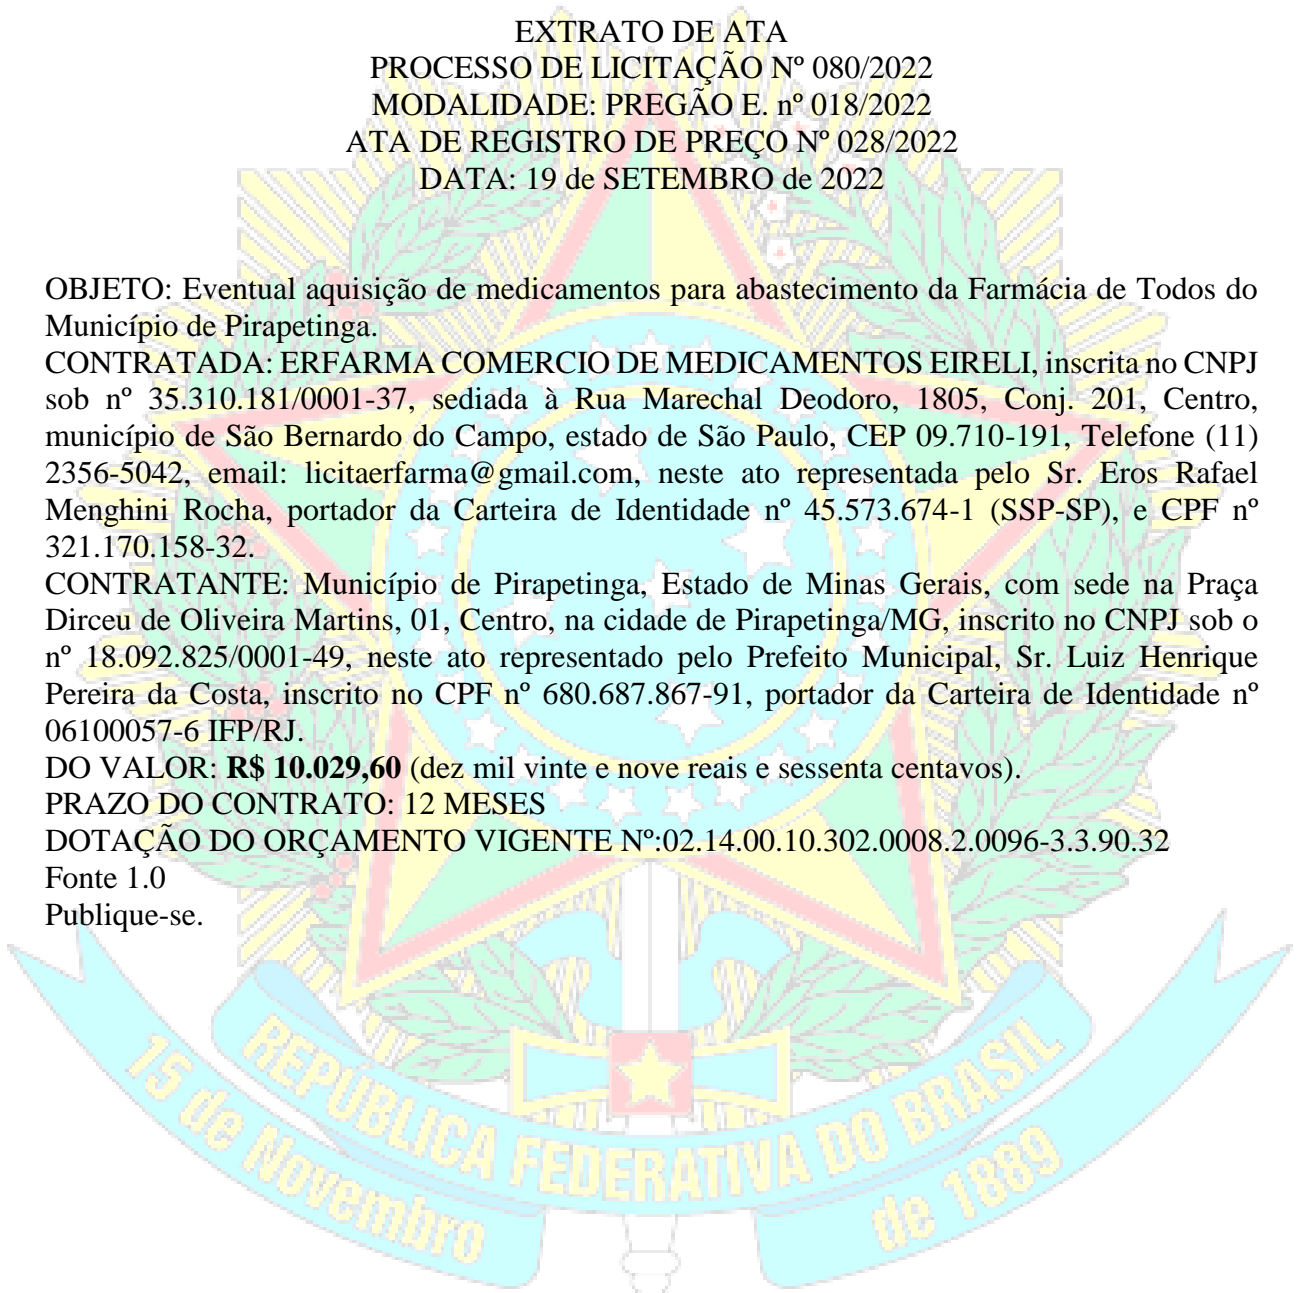 EXTRATO DE ATA
PROCESSO DE LICITAÇÃO Nº 080/2022
MODALIDADE: PREGÃO E. nº 018/2022
ATA DE REGISTRO DE PREÇO Nº 028/2022
DATA: 19 de SETEMBRO de 2022
OBJETO: Eventual aquisição de medicamentos para abastecimento da Farmácia de Todos do
Município de Pirapetinga.
CONTRATADA: ERFARMA COMERCIO DE MEDICAMENTOS EIRELI, inscrita no CNPJ
sob nº 35.310.181/0001-37, sediada à Rua Marechal Deodoro, 1805, Conj. 201, Centro,
município de São Bernardo do Campo, estado de São Paulo, CEP 09.710-191, Telefone (11)
2356-5042, email: licitaerfarma@gmail.com, neste ato representada pelo Sr. Eros Rafael
Menghini Rocha, portador da Carteira de Identidade nº 45.573.674-1 (SSP-SP), e CPF nº
321.170.158-32.
CONTRATANTE: Município de Pirapetinga, Estado de Minas Gerais, com sede na Praça
Dirceu de Oliveira Martins, 01, Centro, na cidade de Pirapetinga/MG, inscrito no CNPJ sob o
nº 18.092.825/0001-49, neste ato representado pelo Prefeito Municipal, Sr. Luiz Henrique
Pereira da Costa, inscrito no CPF nº 680.687.867-91, portador da Carteira de Identidade nº
06100057-6 IFP/RJ.
DO VALOR: R$ 10.029,60 (dez mil vinte e nove reais e sessenta centavos).
PRAZO DO CONTRATO: 12 MESES
DOTAÇÃO DO ORÇAMENTO VIGENTE Nº:02.14.00.10.302.0008.2.0096-3.3.90.32
Fonte 1.0
Publique-se.
REPÚBLICA FEDERATIVA DO BRASIL
15 de Novembro de 1889